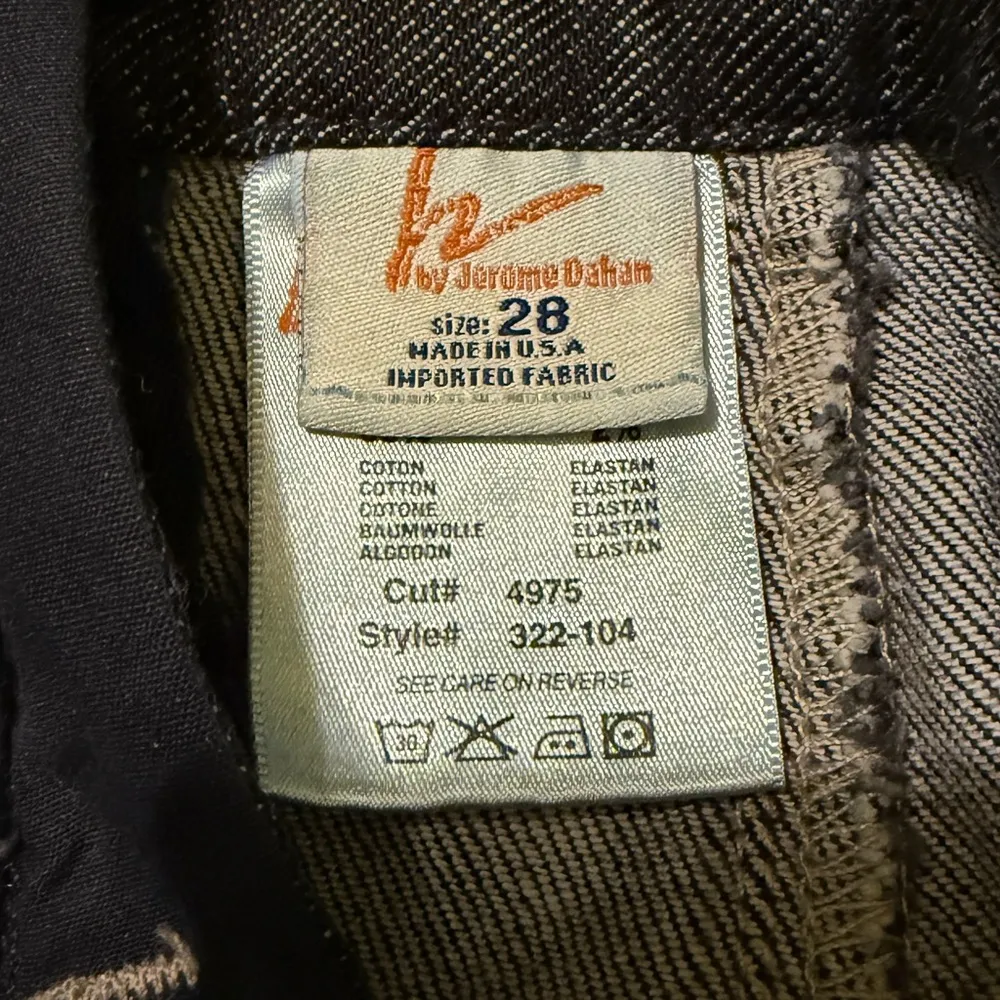 by Jerome Dahan
size: 28
MADE IN U.S.A
IMPORTED FABRIC
2%
COTON ELASTAN
COTTON ELASTAN
COTONE ELASTAN
BAUMWOLLE ELASTAN
ALGODON ELASTAN
Cut# 4975
Style# 322-104
SEE CARE ON REVERSE
30